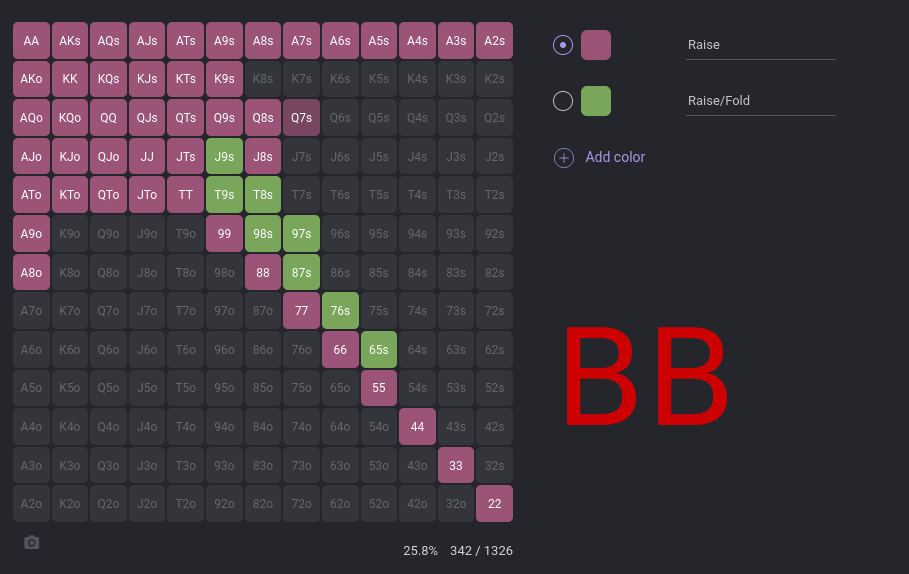 AA AKs AQs AJs ATs A9s A8s A7s A6s A5s A4s A3s A2s
AKo KK KQs KJs KTs K9s K8s K7s K6s K5s K4s K3s K2s
AQo KQo QQ QJs QTs Q9s Q8s Q7s Q6s Q5s Q4s Q3s Q2s
AJo KJo QJo JJ JTs J9s J8s J7s J6s J5s J4s J3s J2s
ATo KTo QTo JTo TT T9s T8s T7s T6s T5s T4s T3s T2s
A9o K9o Q9o J9o T9o 99 98s 97s 96s 95s 94s 93s 92s
A8o K8o Q8o J8o T8o 98o 88 87s 86s 85s 84s 83s 82s
A7o K7o Q7o J7o T7o 97o 87o 77 76s 75s 74s 73s 72s
A6o K6o Q6o J6o T6o 96o 86o 76o 66 65s 64s 63s 62s
A5o K5o Q5o J5o T5o 95o 85o 75o 65o 55 54s 53s 52s
A4o K4o Q4o J4o T4o 94o 84o 74o 64o 54o 44 43s 42s
A3o K3o Q3o J3o T3o 93o 83o 73o 63o 53o 43o 33 32s
A2o K2o Q2o J2o T2o 92o 82o 72o 62o 52o 42o 32o 22
25.8% 342 / 1326
Raise
Raise/Fold
Add color
BB